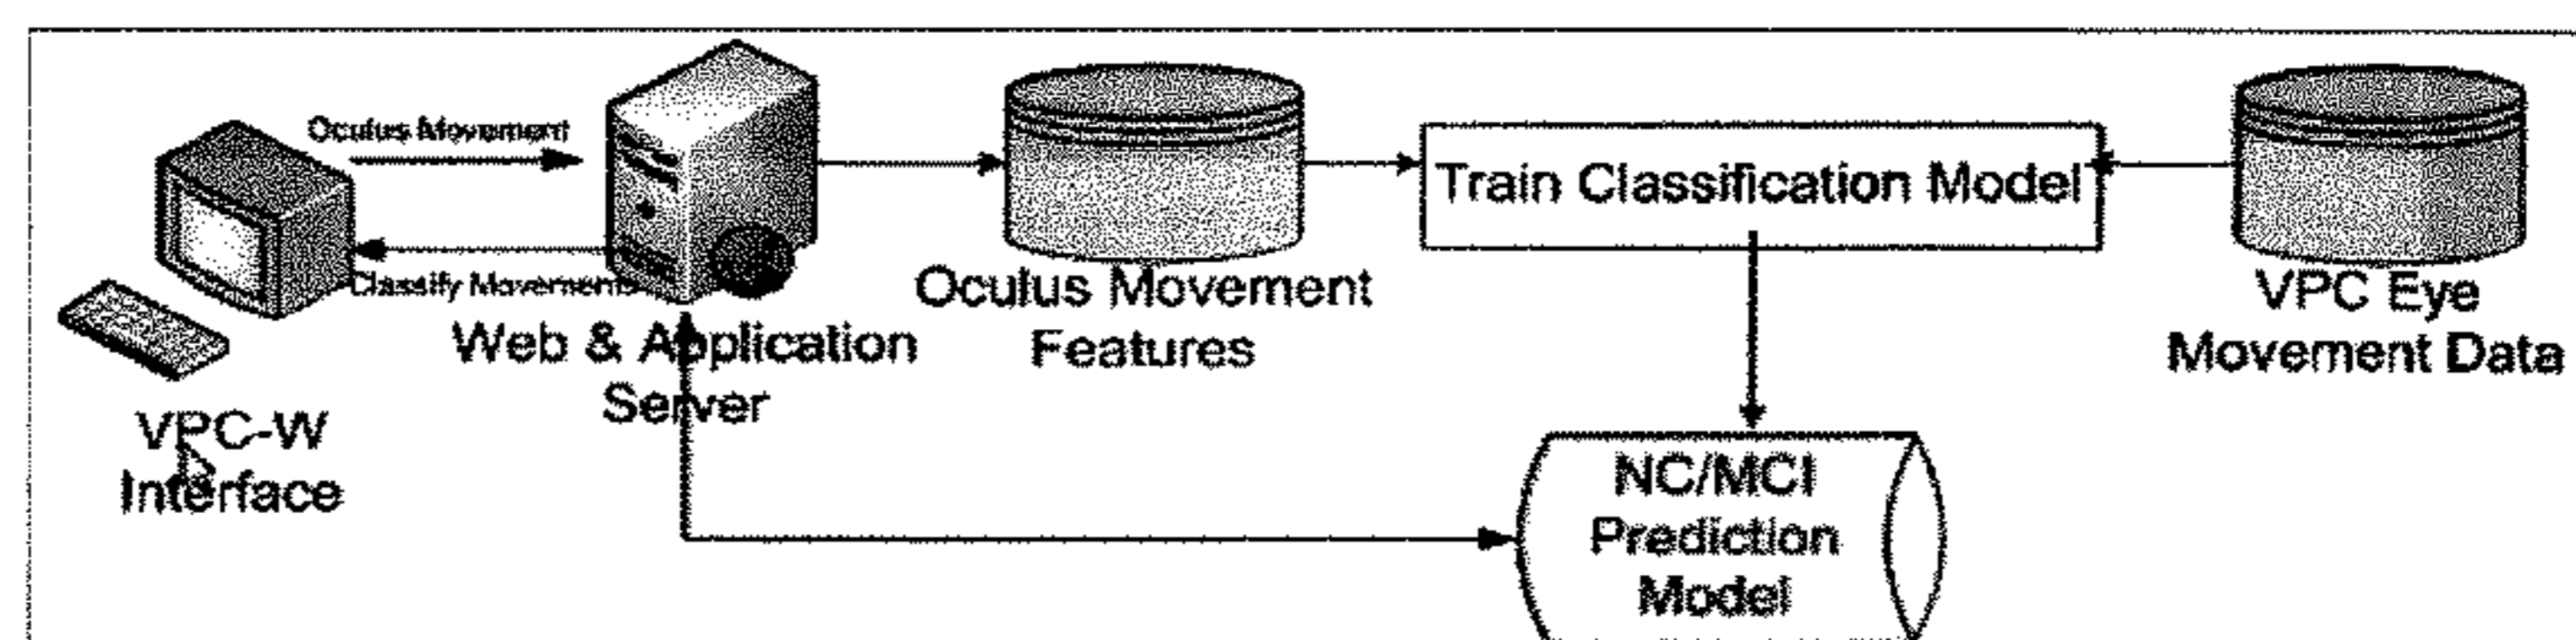 Oculus Movement
Classify Movements
VPC-W
Interface
Web & Application
Server
Oculus Movement
Features
Train Classification Model
VPC Eye
Movement Data
NC/MCI
Prediction
Model